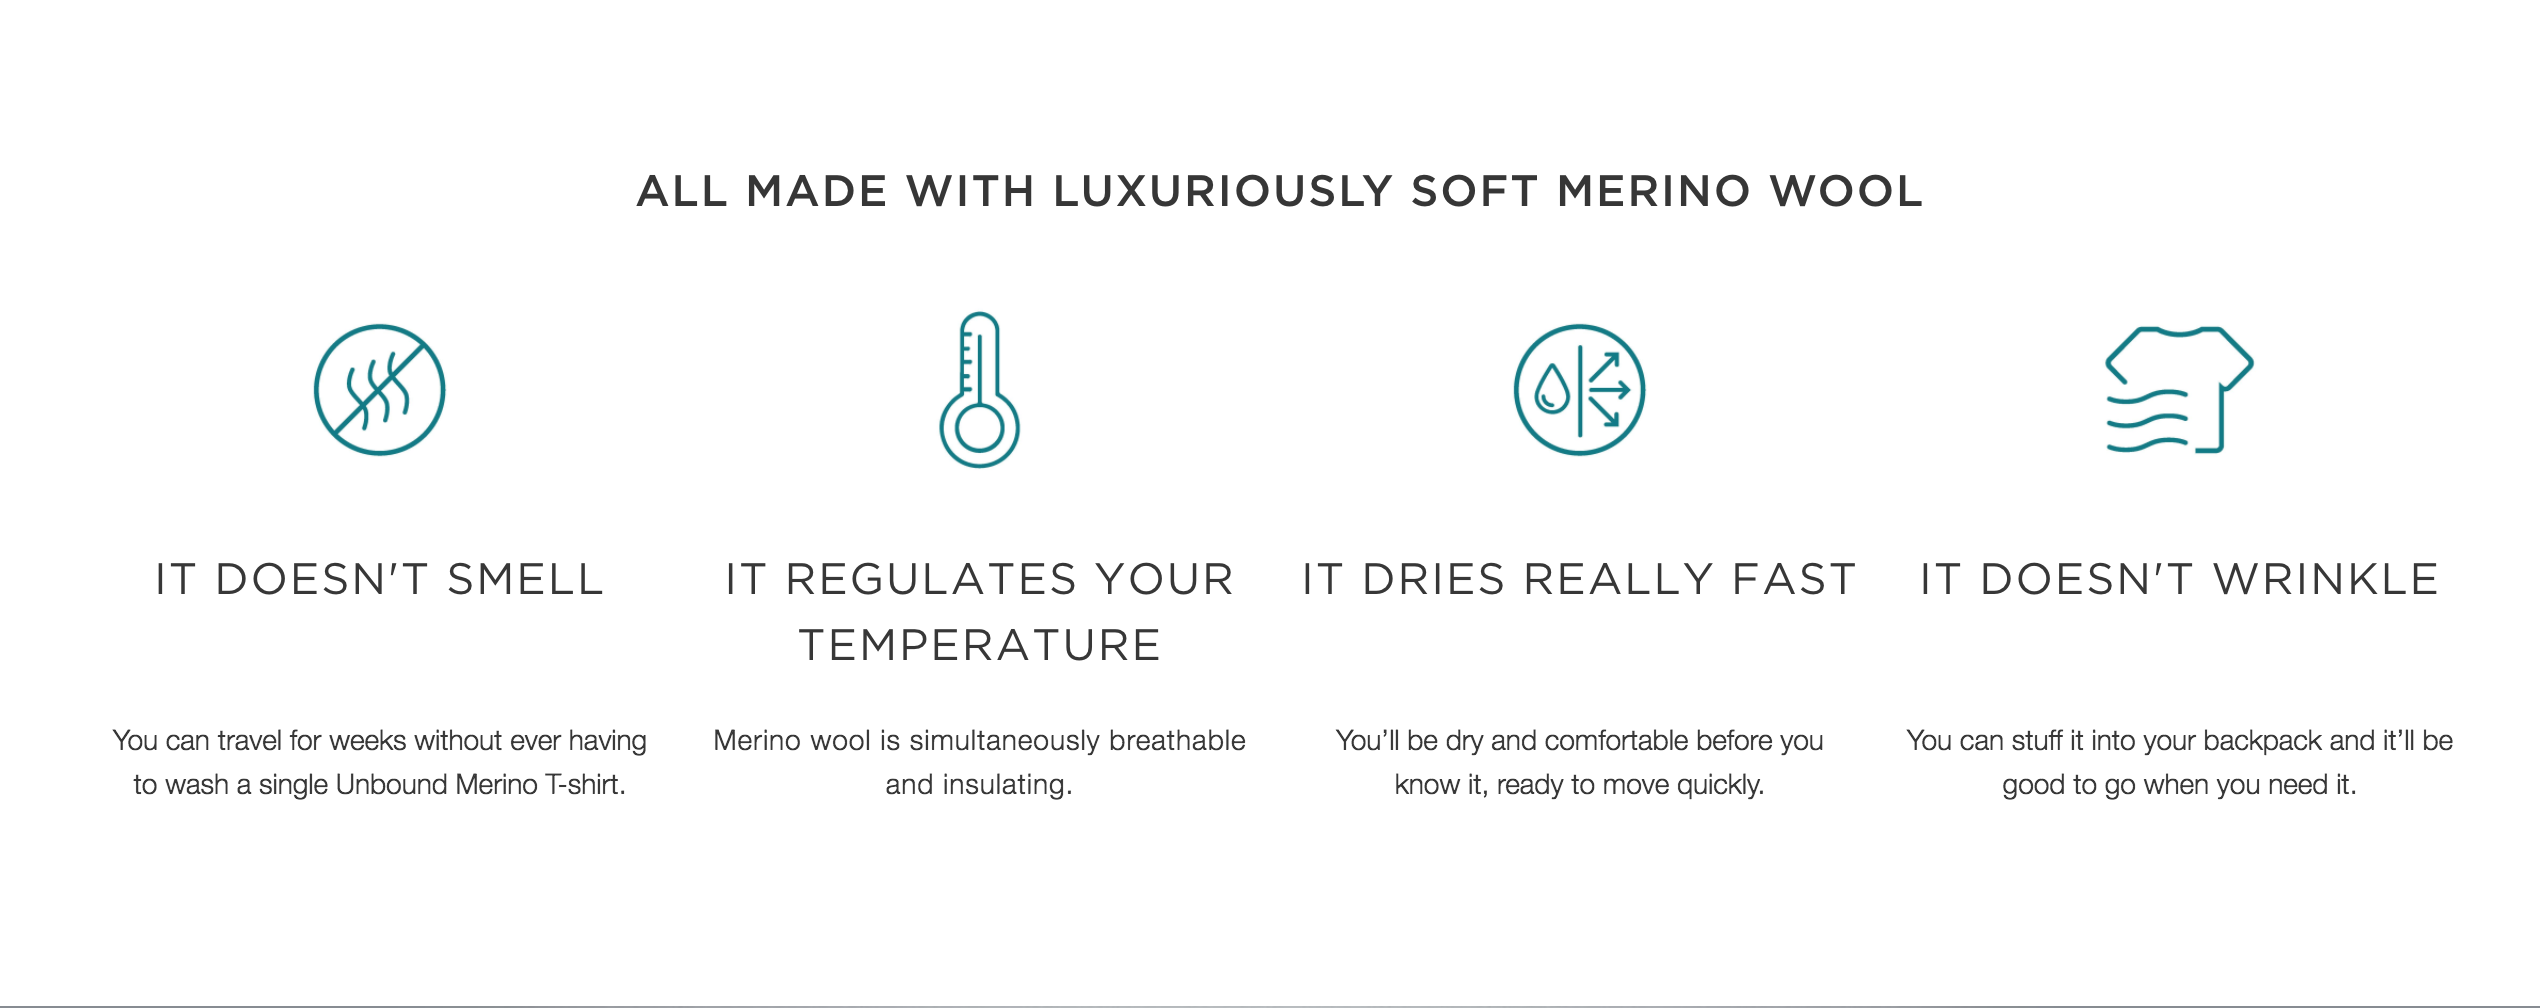 ALL MADE WITH LUXURIOUSLY SOFT MERINO WOOL
IT DOESN'T SMELL
You can travel for weeks without ever having
to wash a single Unbound Merino T-shirt.
IT REGULATES YOUR
TEMPERATURE
Merino wool is simultaneously breathable
and insulating.
IT DRIES REALLY FAST
You’ll be dry and comfortable before you
know it, ready to move quickly.
IT DOESN'T WRINKLE
You can stuff it into your backpack and it’ll be
good to go when you need it.